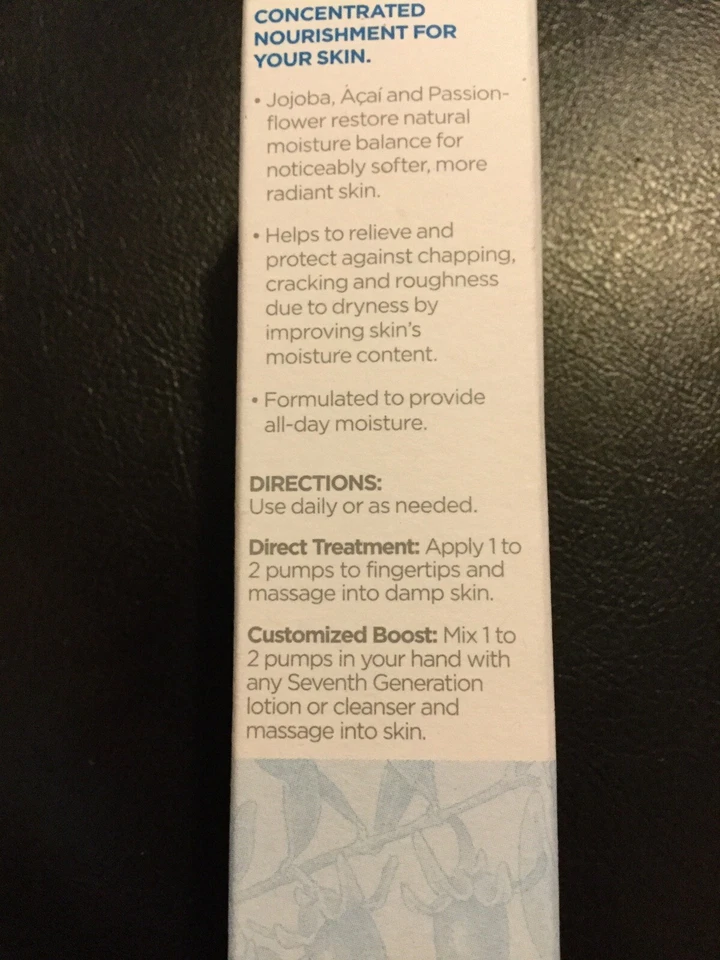 CONCENTRATED
NOURISHMENT FOR
YOUR SKIN.
• Jojoba, Açaí and Passion-
flower restore natural
moisture balance for
noticeably softer, more
radiant skin.
• Helps to relieve and
protect against chapping,
cracking and roughness
due to dryness by
improving skin's
moisture content.
• Formulated to provide
all-day moisture.
DIRECTIONS:
Use daily or as needed.
Direct Treatment: Apply 1 to
2 pumps to fingertips and
massage into damp skin.
Customized Boost: Mix 1 to
2 pumps in your hand with
any Seventh Generation
lotion or cleanser and
massage into skin.